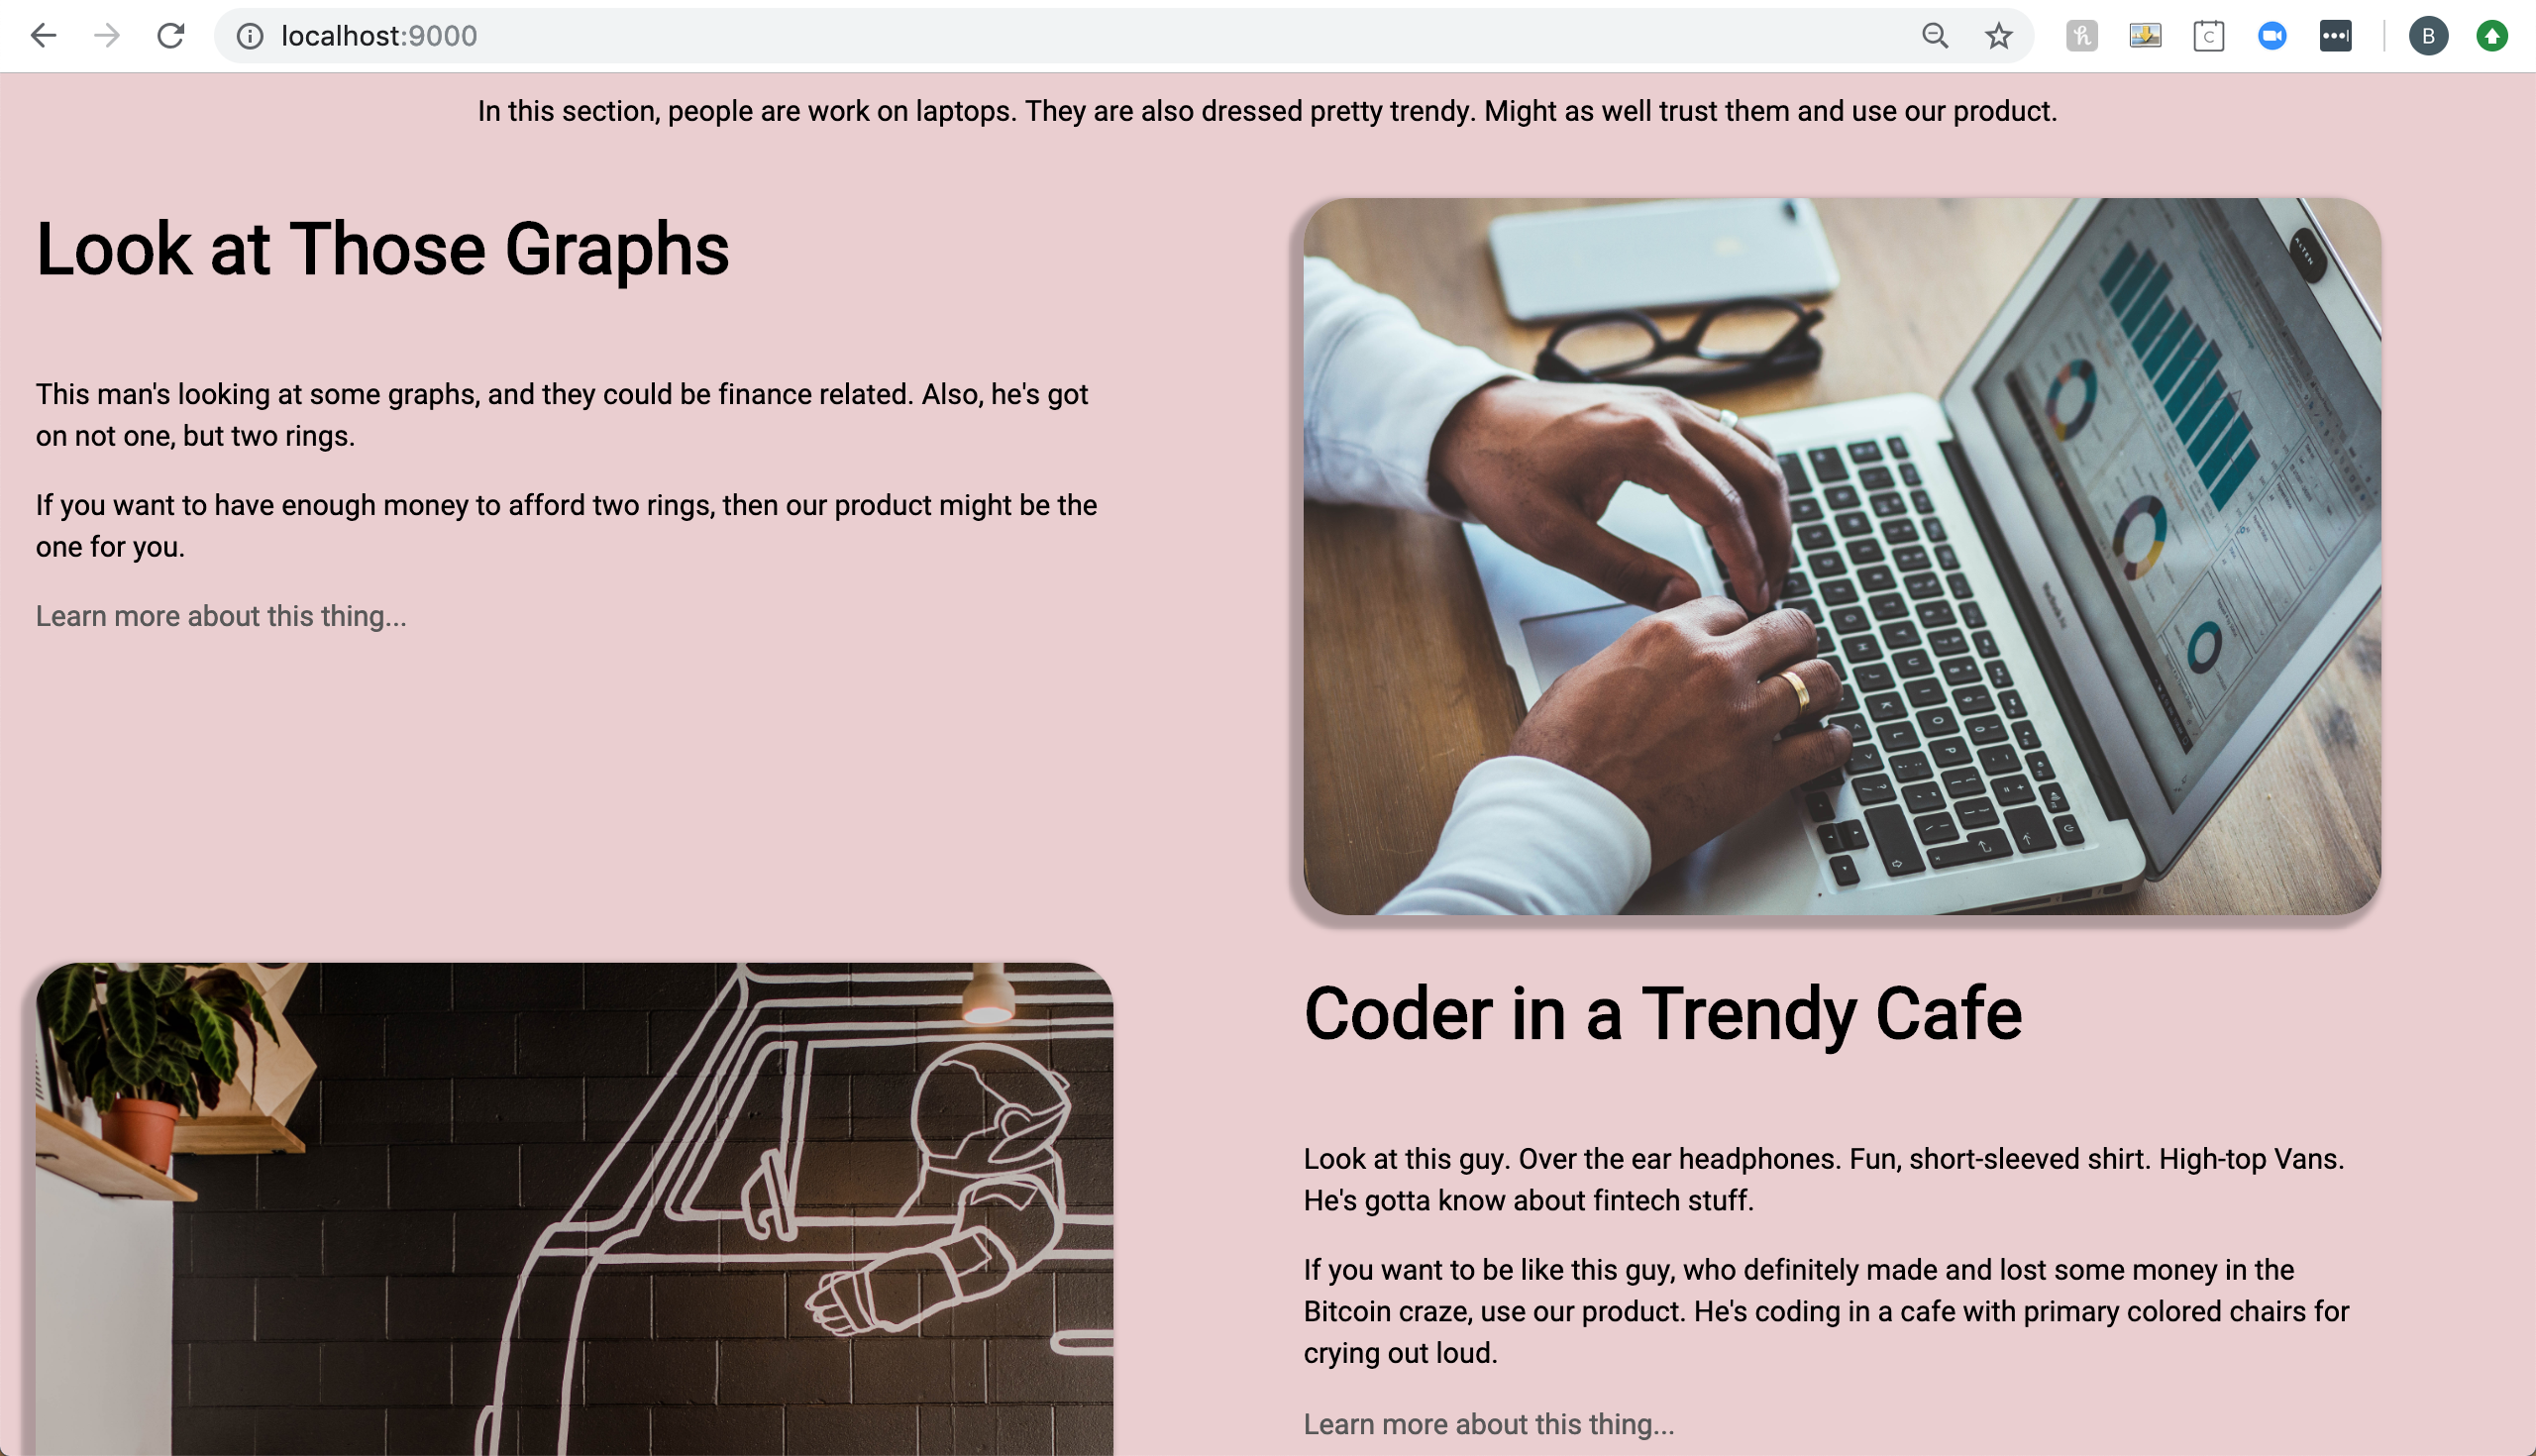 localhost:9000
B
In this section, people are work on laptops. They are also dressed pretty trendy. Might as well trust them and use our product.
Look at Those Graphs
This man's looking at some graphs, and they could be finance related. Also, he's got
on not one, but two rings.
If you want to have enough money to afford two rings, then our product might be the
one for you.
Learn more about this thing...
Coder in a Trendy Cafe
Look at this guy. Over the ear headphones. Fun, short-sleeved shirt. High-top Vans.
He's gotta know about fintech stuff.
If you want to be like this guy, who definitely made and lost some money in the
Bitcoin craze, use our product. He's coding in a cafe with primary colored chairs for
crying out loud.
Learn more about this thing...